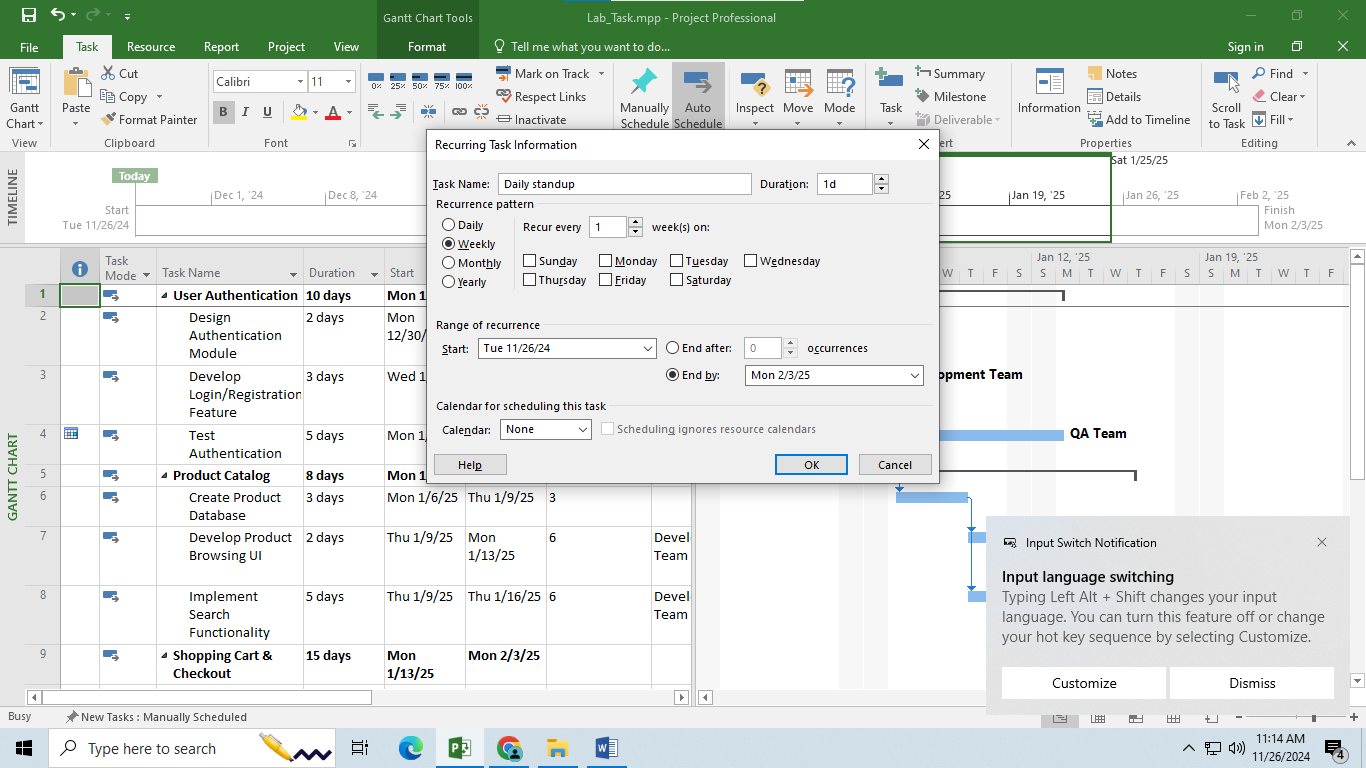 Gantt Chart Tools
Lab_Task.mpp - Project Professional
File
Task
Resource
Report
Project
View
Format
Tell me what you want to do...
Sign in
Gantt
Chart
View
Paste
Cut
Copy
Format Painter
Clipboard
Calibri
11
B I U
A
Font
0% 25% 50% 75% 100%
Mark on Track
Respect Links
Inactivate
Manually
Schedule
Auto
Schedule
Inspect
Move
Mode
Task
Summary
Milestone
Deliverable
Information
Notes
Details
Add to Timeline
Properties
Scroll
to Task
Find
Clear
Fill
Editing
TIMELINE
Today
Start
Tue 11/26/24
Dec 1, '24
Dec 8, '24
Sat 1/25/25
Jan 19, '25
Jan 26, '25
Feb 2, '25
Finish
Mon 2/3/25
Recurring Task Information
Task Name:
Daily standup
Duration:
1d
Recurrence pattern
Daily
Weekly
Monthly
Yearly
Recur every
1
week(s) on:
Sunday
Monday
Tuesday
Wednesday
Thursday
Friday
Saturday
Range of recurrence
Start:
Tue 11/26/24
End after:
0
occurrences
End by:
Mon 2/3/25
Calendar for scheduling this task
Calendar:
None
Scheduling ignores resource calendars
Help
OK
Cancel
GANTT CHART
Task
Mode
Task Name
Duration
Start
Jan 12, '25
Jan 19, '25
W T F S S M T W T F S S M T W T F
1
User Authentication
10 days
Mon 1
2
Design
Authentication
Module
2 days
Mon
12/30/
3
Develop
Login/Registration
Feature
3 days
Wed 1
opment Team
4
Test
Authentication
5 days
Mon 1
QA Team
5
Product Catalog
8 days
Mon 1
6
Create Product
Database
3 days
Mon 1/6/25
Thu 1/9/25
3
7
Develop Product
Browsing UI
2 days
Thu 1/9/25
Mon
1/13/25
6
Devel
Team
8
Implement
Search
Functionality
5 days
Thu 1/9/25
Thu 1/16/25
6
Devel
Team
9
Shopping Cart &
Checkout
15 days
Mon
1/13/25
Mon 2/3/25
Input Switch Notification
Input language switching
Typing Left Alt + Shift changes your input
language. You can turn this feature off or change
your hot key sequence by selecting Customize.
Customize
Dismiss
Busy
New Tasks : Manually Scheduled
Type here to search
11:14 AM
11/26/2024
4